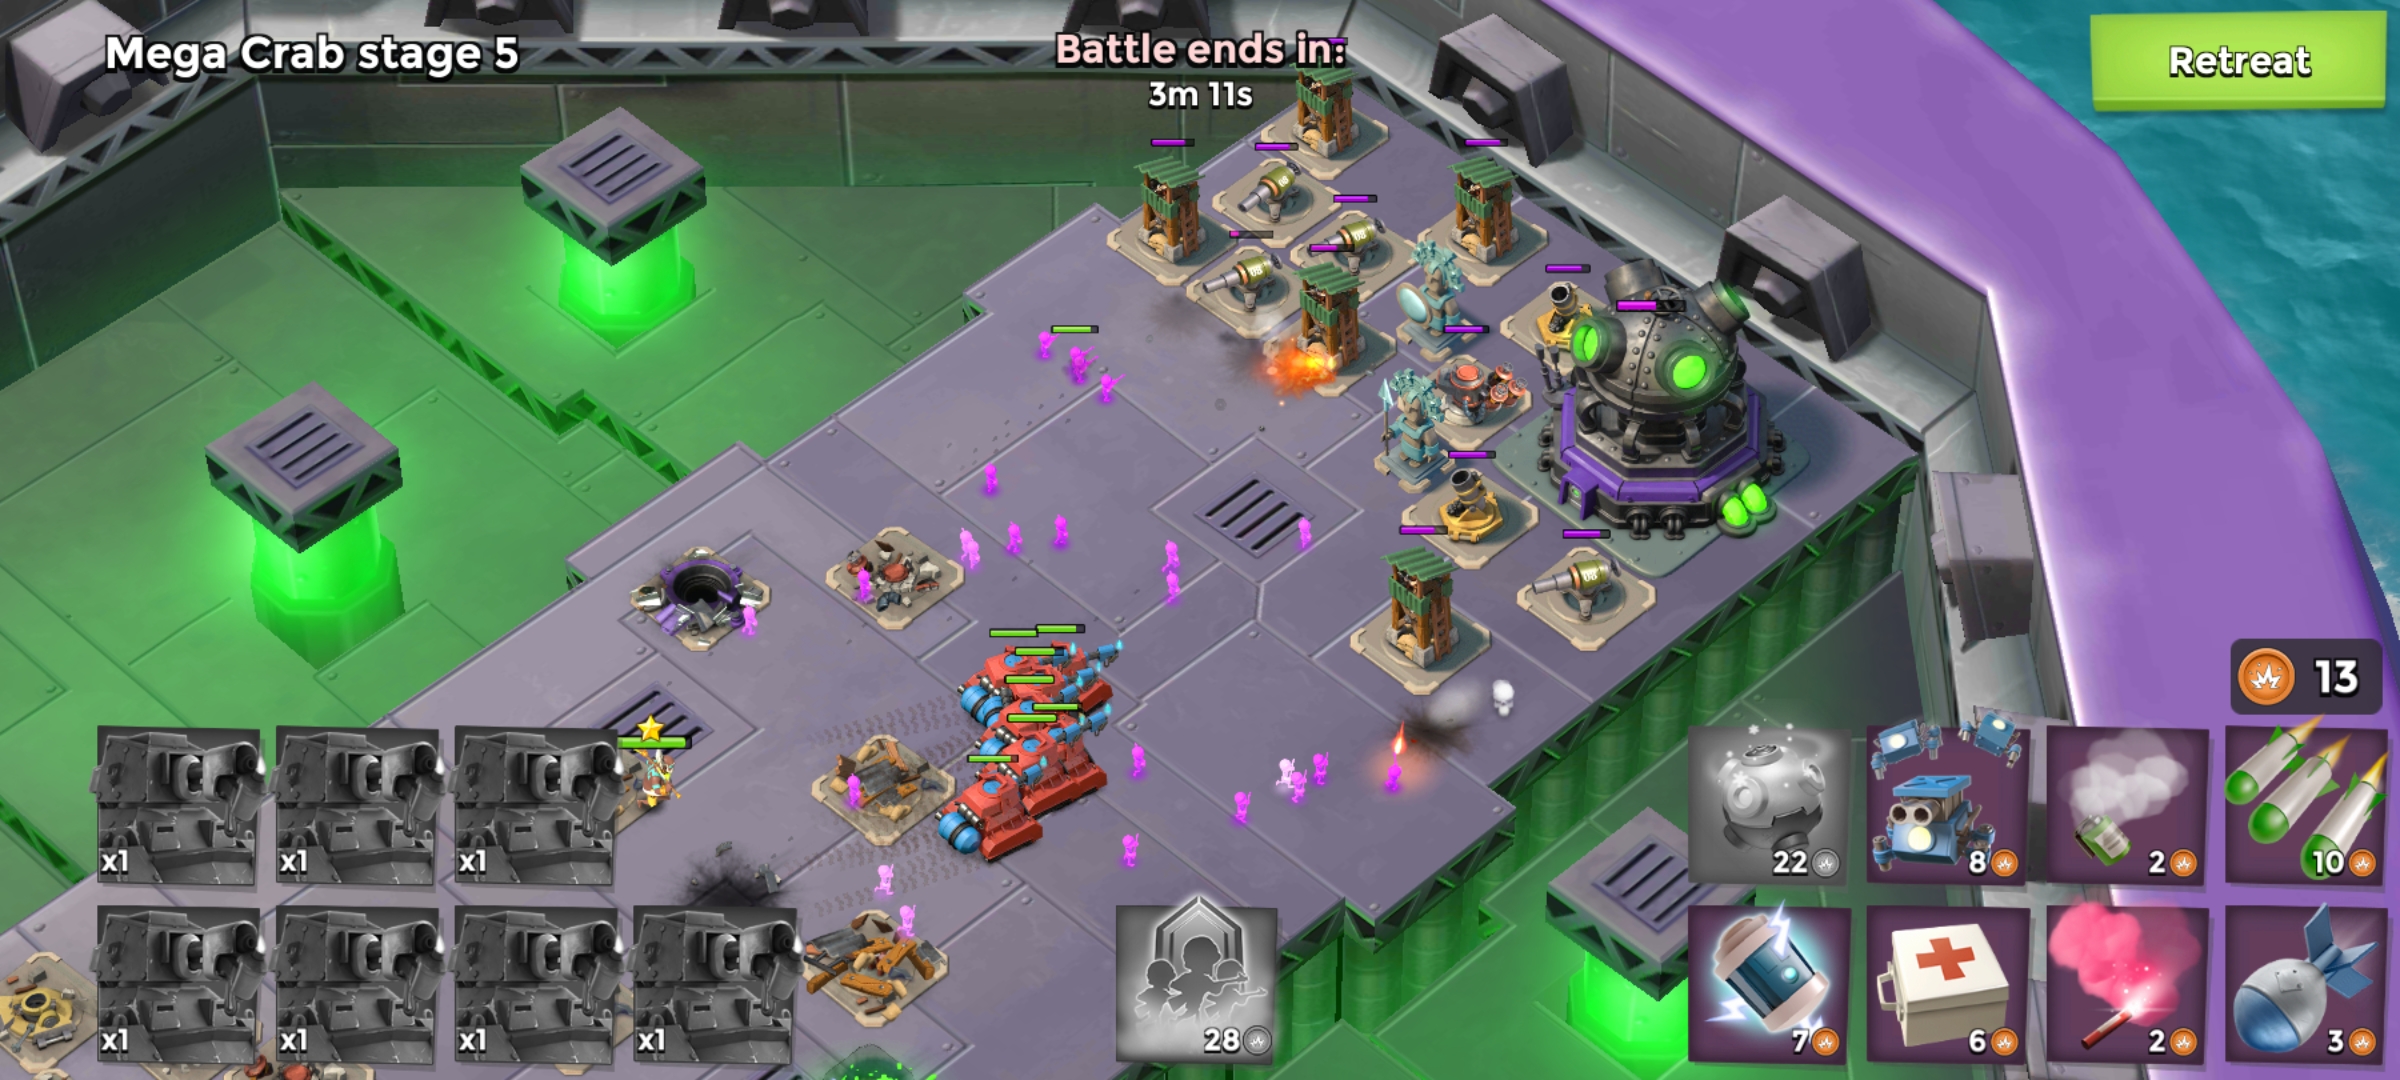 Mega Crab stage 5
Battle ends in:
3m 11s
Retreat
13
22
8
2
10
x1
x1
x1
x1
x1
x1
x1
28
7
6
2
3